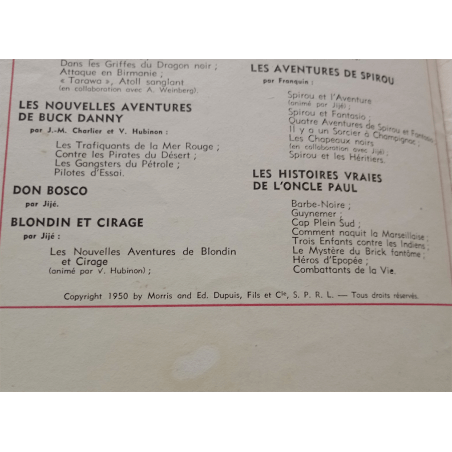 Dans les Griffes du Dragon noir ;
Attaque en Birmanie ;
« Tarawa », Atoll sanglant
(en collaboration avec A. Weinberg).
LES NOUVELLES AVENTURES
DE BUCK DANNY
par J.-M. Charlier et V. Hubinon :
Les Trafiquants de la Mer Rouge ;
Contre les Pirates du Désert ;
Les Gangsters du Pétrole ;
Pilotes d'Essai.
DON BOSCO
par Jijé.
BLONDIN ET CIRAGE
par Jijé :
Les Nouvelles Aventures de Blondin
et Cirage
(animé par V. Hubinon) ;
LES AVENTURES DE SPIROU
par Franquin :
Spirou et l'Aventure
(animé par Jijé) ;
Spirou et Fantasio ;
Quatre Aventures de Spirou et Fantasio ;
Il y a un Sorcier à Champignac ;
Les Chapeaux noirs
(en collaboration avec Jijé) ;
Spirou et les Héritiers.
LES HISTOIRES VRAIES
DE L'ONCLE PAUL
Barbe-Noire ;
Guynemer ;
Cap Plein Sud ;
Comment naquit la Marseillaise ;
Trois Enfants contre les Indiens ;
Le Mystère du Brick fantôme ;
Héros d'Epopée ;
Combattants de la Vie.
Copyright 1950 by Morris and Ed. Dupuis, Fils et Cie, S. P. R. L. — Tous droits réservés.